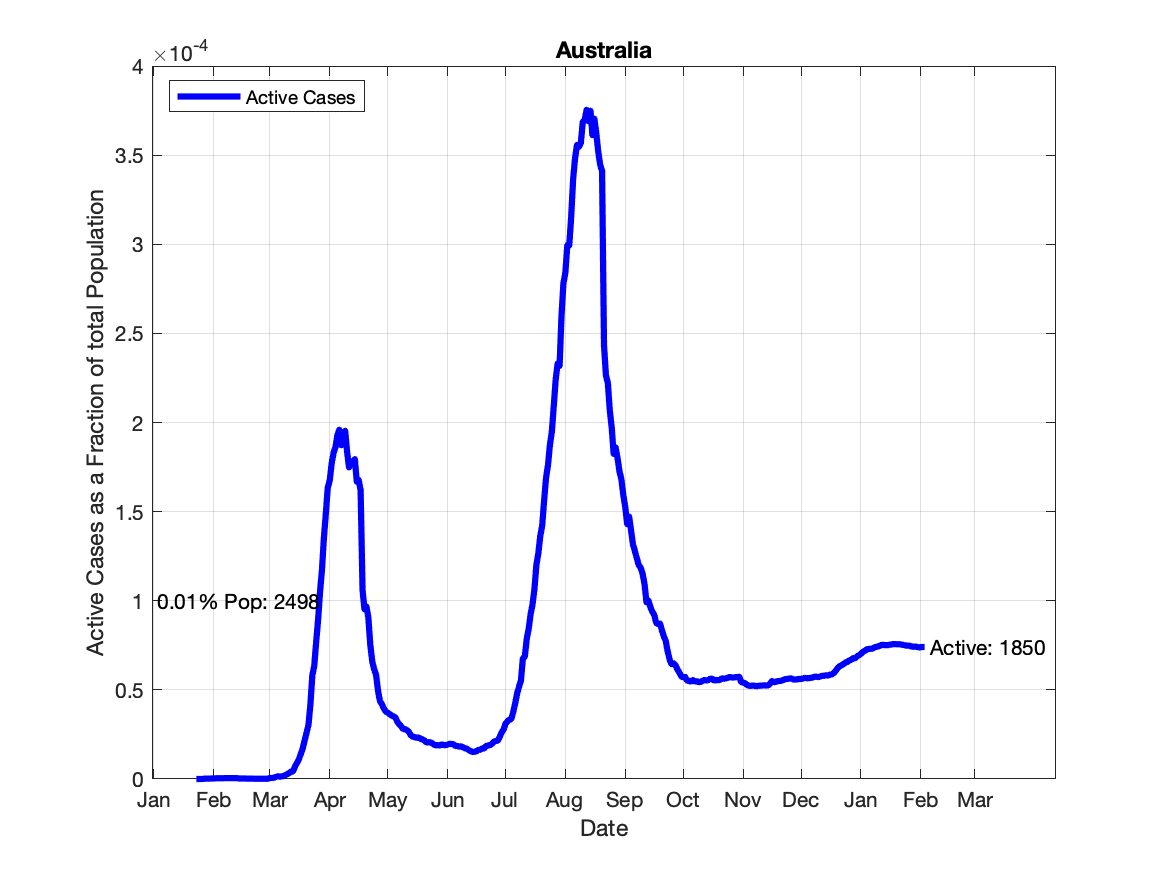 Australia
×10-4
Active Cases
4
3.5
3
2.5
2
1.5
1
0.5
0
Active Cases as a Fraction of total Population
0.01% Pop: 2498
Active: 1850
Jan Feb Mar Apr May Jun Jul Aug Sep Oct Nov Dec Jan Feb Mar
Date